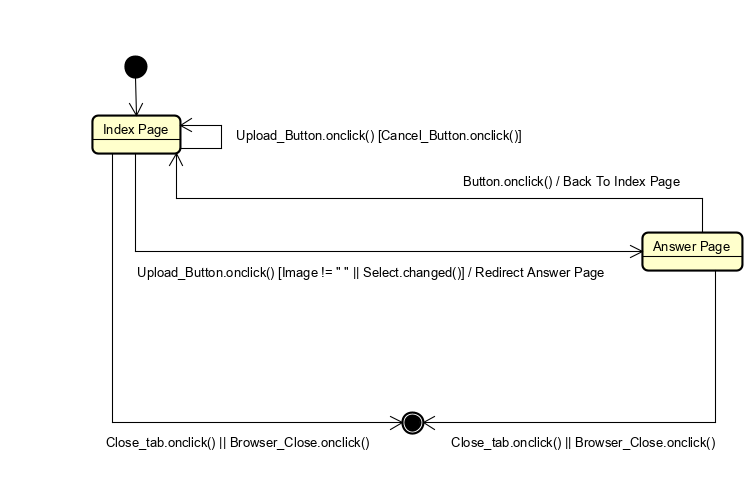 Index Page
Upload_Button.onclick() [Cancel_Button.onclick()]
Button.onclick() / Back To Index Page
Answer Page
Upload_Button.onclick() [Image != " " || Select.changed()] / Redirect Answer Page
Close_tab.onclick() || Browser_Close.onclick()
Close_tab.onclick() || Browser_Close.onclick()